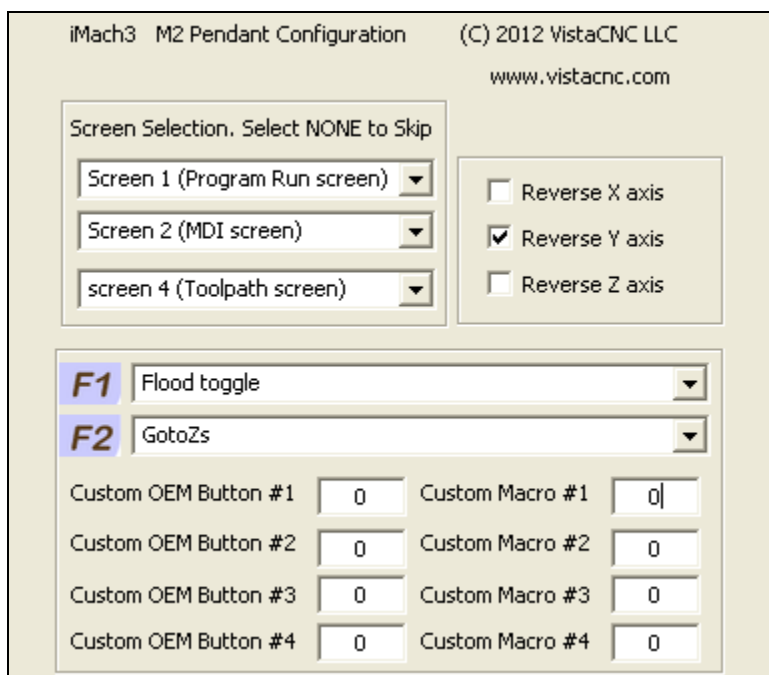 iMach3 M2 Pendant Configuration (C) 2012 VistaCNC LLC
www.vistacnc.com
Screen Selection. Select NONE to Skip
Screen 1 (Program Run screen)
Screen 2 (MDI screen)
screen 4 (Toolpath screen)
Reverse X axis
Reverse Y axis
Reverse Z axis
F1 Flood toggle
F2 GotoZs
Custom OEM Button #1 0 Custom Macro #1 0
Custom OEM Button #2 0 Custom Macro #2 0
Custom OEM Button #3 0 Custom Macro #3 0
Custom OEM Button #4 0 Custom Macro #4 0